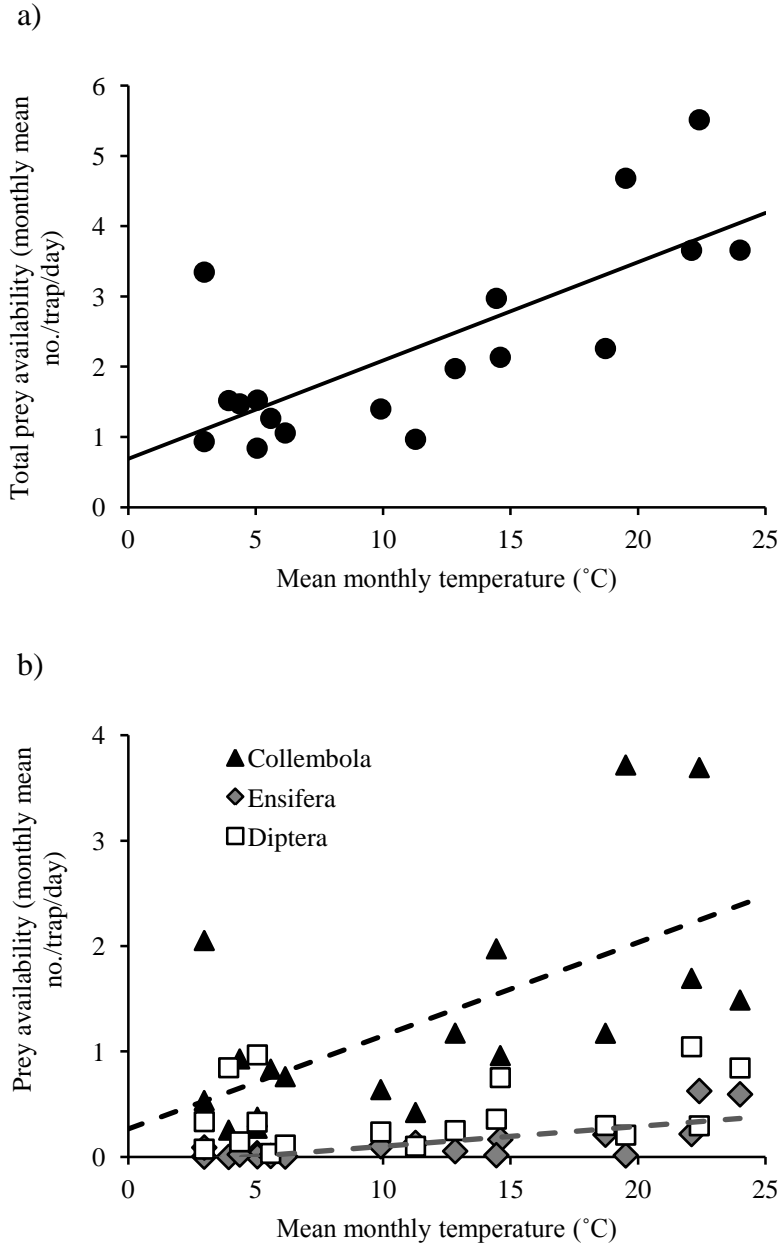 a)
Total prey availability (monthly mean
no./trap/day)
6
5
4
3
2
1
0
0 5 10 15 20 25
Mean monthly temperature (˚C)
b)
Prey availability (monthly mean
no./trap/day)
4
3
2
1
0
Collembola
Ensifera
Diptera
0 5 10 15 20 25
Mean monthly temperature (˚C)